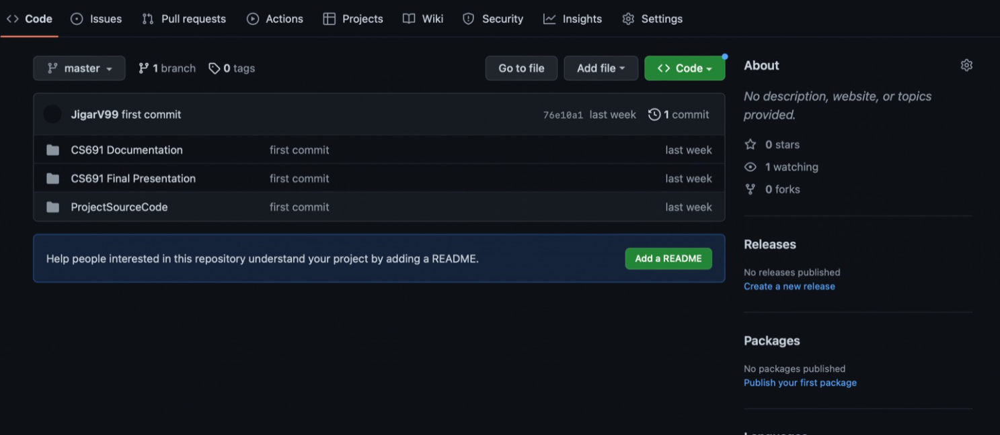 Code Issues Pull requests Actions Projects Wiki Security Insights Settings
master 1 branch 0 tags Go to file Add file Code
JigarV99 first commit 76e10a1 last week 1 commit
CS691 Documentation first commit last week
CS691 Final Presentation first commit last week
ProjectSourceCode first commit last week
Help people interested in this repository understand your project by adding a README. Add a README
About
No description, website, or topics
provided.
0 stars
1 watching
0 forks
Releases
No releases published
Create a new release
Packages
No packages published
Publish your first package